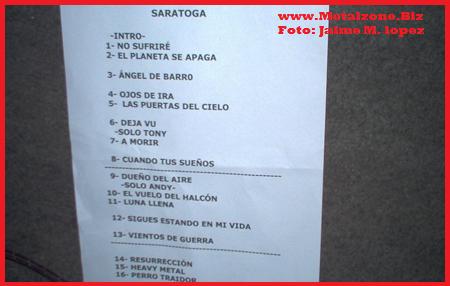 SARATOGA
www.Metalzone.Biz
Foto: Jaime M. lopez
-INTRO-
1- NO SUFRIRÉ
2- EL PLANETA SE APAGA
3- ÁNGEL DE BARR0
4- OJOS DE IRA
5- LAS PUERTAS DEL CIELO
6- DEJA VU
-SOLO TONY
7- A MORIR
8- CUANDO TUS SUEÑOS
9- DUEÑO DEL AIRE
-SOLO ANDY-
10- EL VUELO DEL HALCÓN
11- LUNA LLENA
12- SIGUES ESTANDO EN MI VIDA
13- VIENTOS DE GUERRA
14- RESURRECCIÓN
15- HEAVY METAL
16- PERRO TRAIDOR